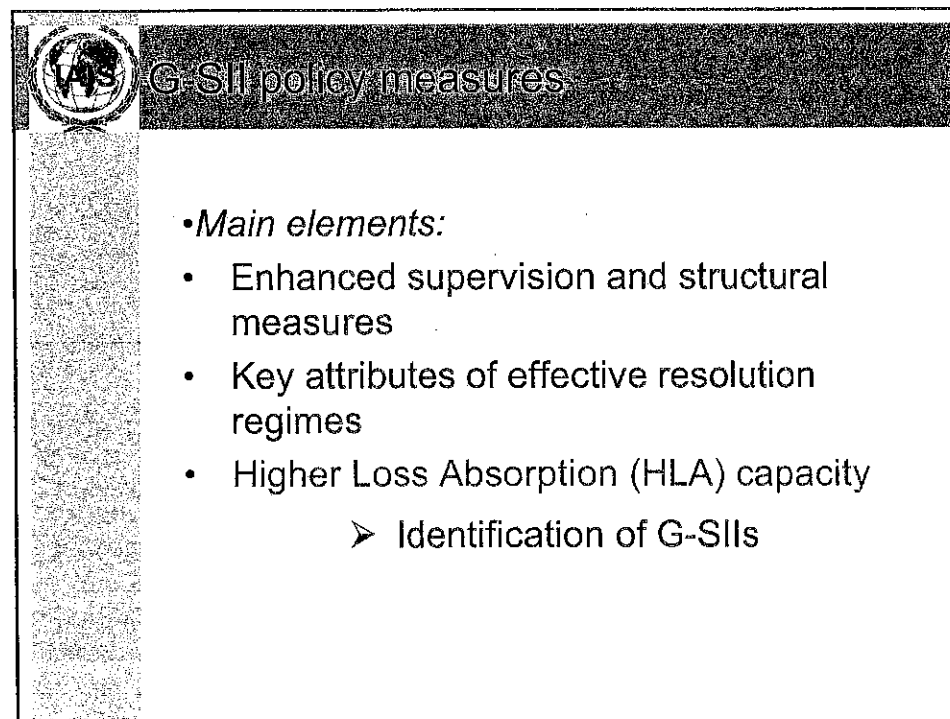 IAIS
G-SII policy measures
•Main elements:
• Enhanced supervision and structural
measures
• Key attributes of effective resolution
regimes
• Higher Loss Absorption (HLA) capacity
➢ Identification of G-SIIs